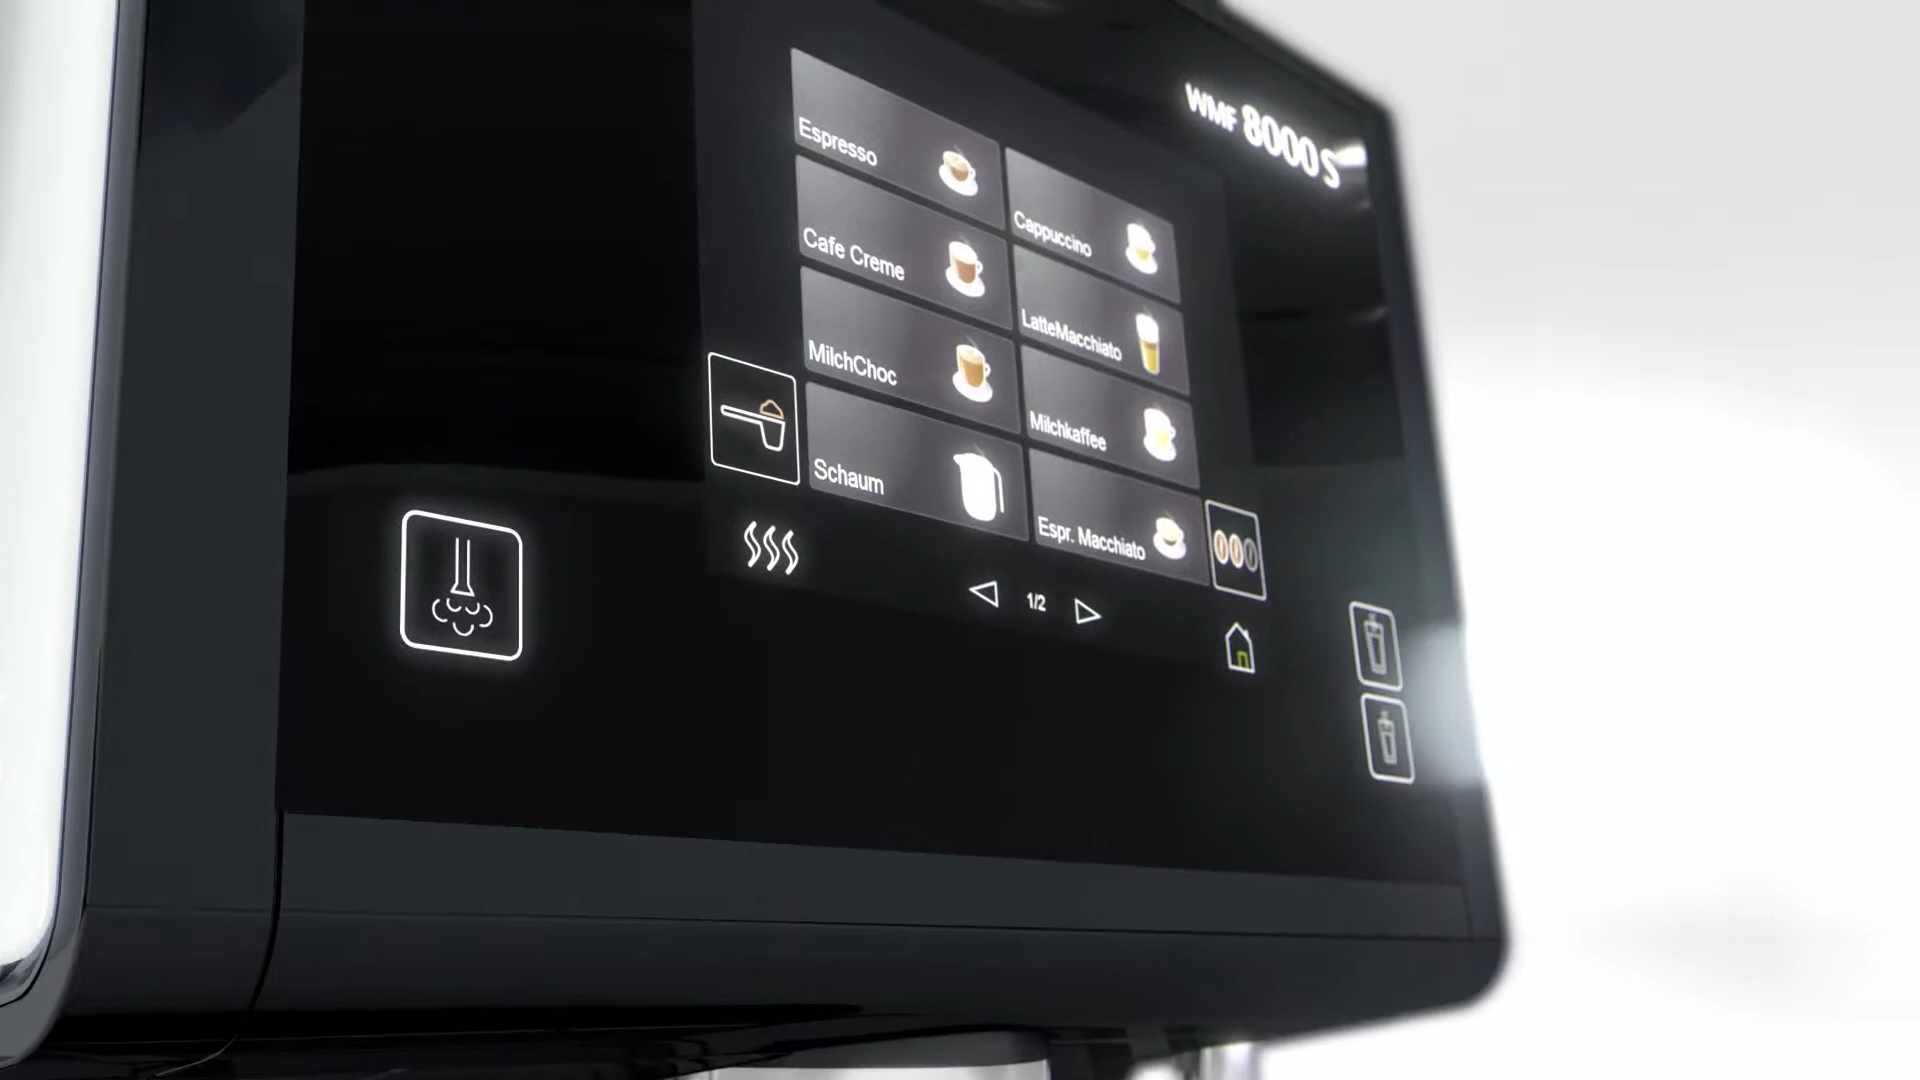 WMF 8000 S
Espresso
Cappuccino
Cafe Creme
LatteMacchiato
MilchChoc
Milchkaffee
Schaum
Espr. Macchiato
1/2